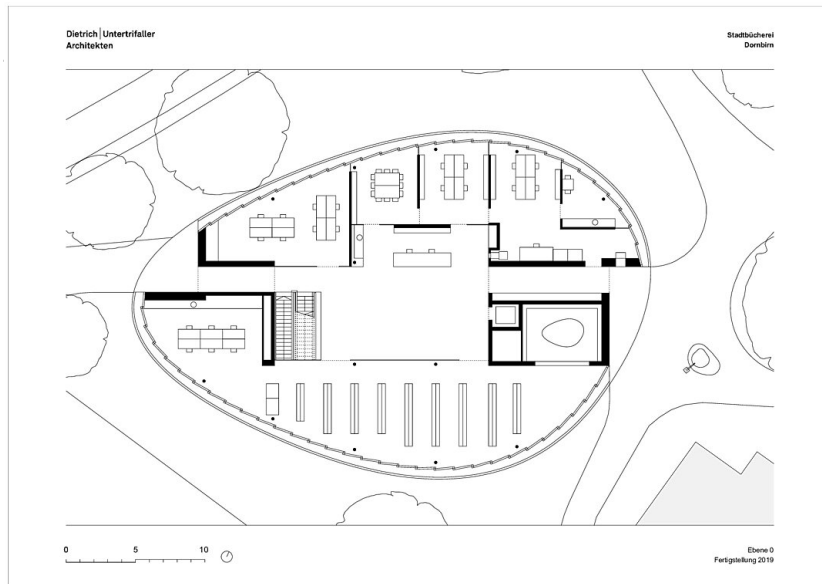 Dietrich | Untertrifaller
Architekten
Stadtbücherei
Dornbirn
0 5 10
Ebene 0
Fertigstellung 2019